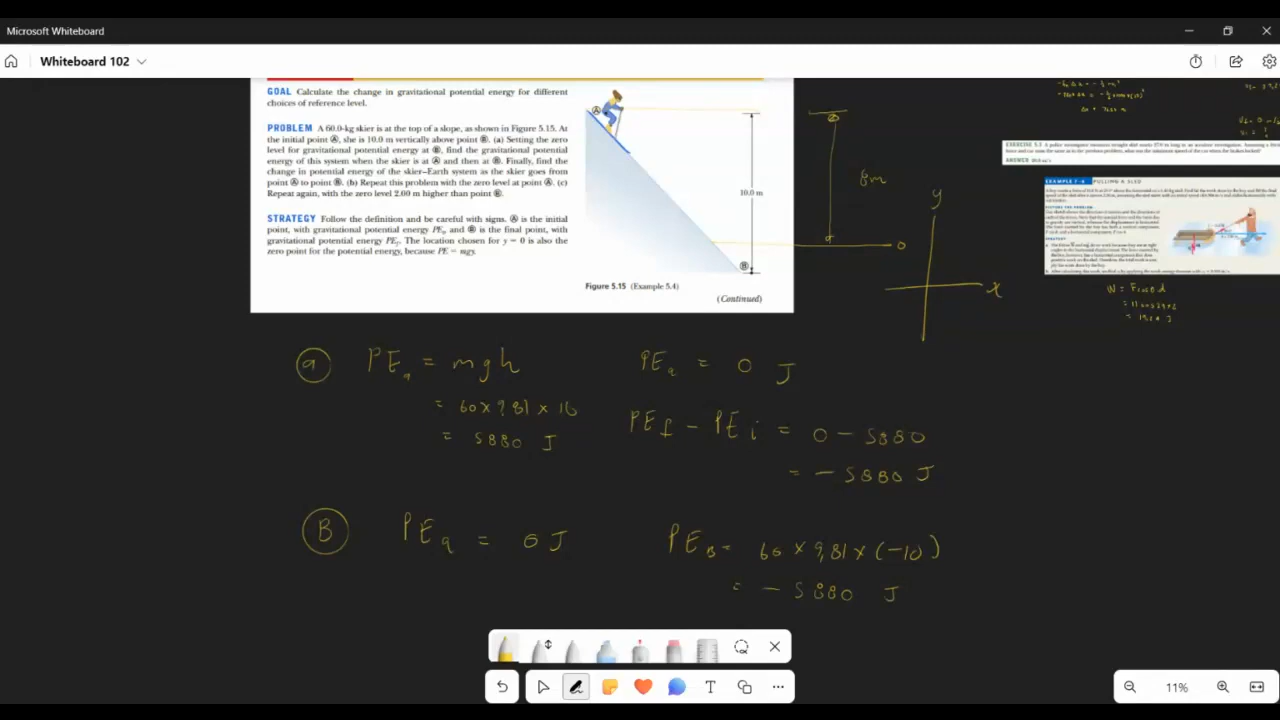 Microsoft Whiteboard
Whiteboard 102
GOAL Calculate the change in gravitational potential energy for different
choices of reference level.
PROBLEM A 60.0-kg skier is at the top of a slope, as shown in Figure 5.15. At
the initial point Ⓐ, she is 10.0 m vertically above point Ⓑ. (a) Setting the zero
level for gravitational potential energy at Ⓑ, find the gravitational potential
energy of this system when the skier is at Ⓐ and then at Ⓑ. Finally, find the
change in potential energy of the skier–Earth system as the skier goes from
point Ⓐ to point Ⓑ. (b) Repeat this problem with the zero level at point Ⓐ. (c)
Repeat again, with the zero level 2.00 m higher than point Ⓑ.
STRATEGY Follow the definition and be careful with signs. Ⓐ is the initial
point, with gravitational potential energy PEi, and Ⓑ is the final point, with
gravitational potential energy PEf. The location chosen for y = 0 is also the
zero point for the potential energy, because PE = mgy.
Ⓐ
10.0 m
Ⓑ
Figure 5.15 (Example 5.4)
(Continued)
8m
0
y
x
ANSWER
EXAMPLE 7-4 PULLING A SLED
STRATEGY
W = F cosθ d
a PEa = mgh
= 60 x 9,81 x 10
= 5880 J
PEa = 0 J
PEf - PEi = 0 - 5880
= - 5880 J
B PEa = 0 J
PEB = 60 x 9,81 x (-10)
= - 5880 J
T
11%